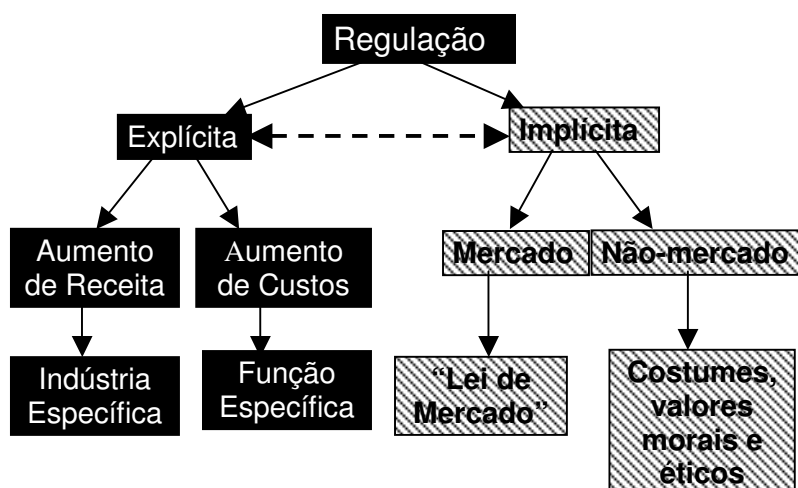 Regulação
Explícita
Implícita
Aumento
de Receita
Aumento
de Custos
Mercado
Não-mercado
Indústria
Específica
Função
Específica
“Lei de
Mercado”
Costumes,
valores
morais e
éticos